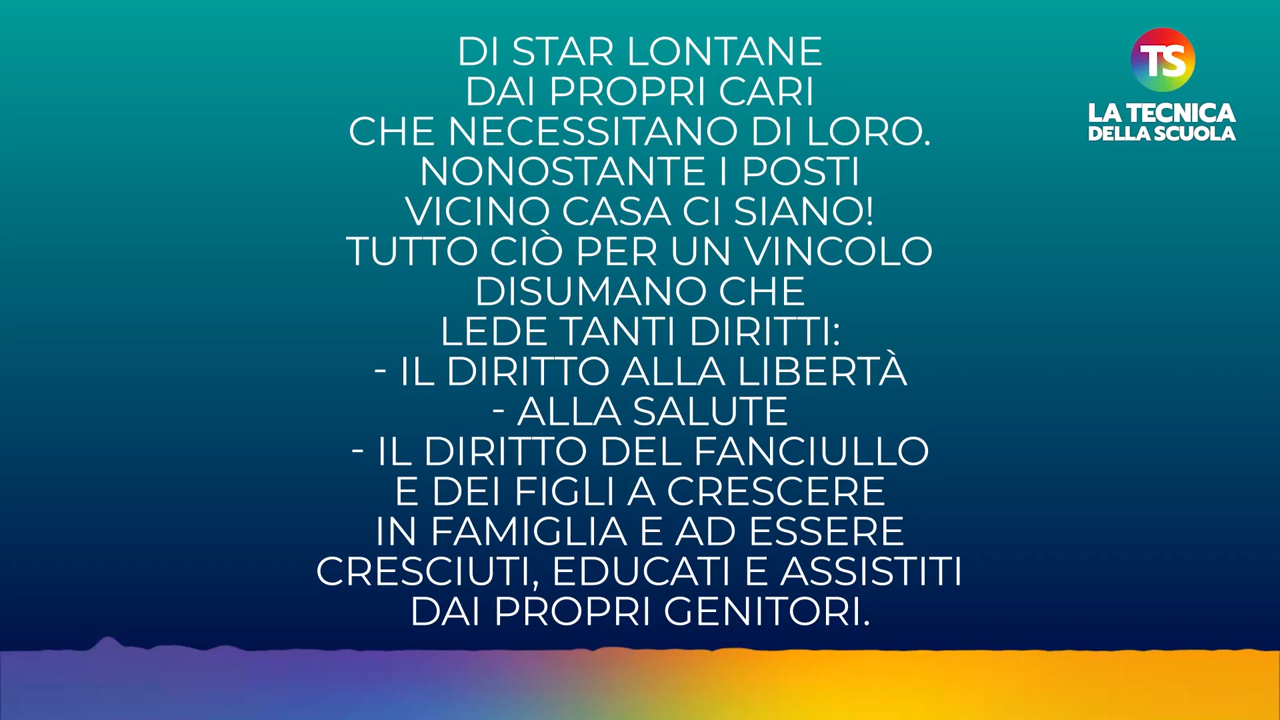 DI STAR LONTANE
DAI PROPRI CARI
CHE NECESSITANO DI LORO.
NONOSTANTE I POSTI
VICINO CASA CI SIANO!
TUTTO CIÒ PER UN VINCOLO
DISUMANO CHE
LEDE TANTI DIRITTI:
- IL DIRITTO ALLA LIBERTÀ
- ALLA SALUTE
- IL DIRITTO DEL FANCIULLO
E DEI FIGLI A CRESCERE
IN FAMIGLIA E AD ESSERE
CRESCIUTI, EDUCATI E ASSISTITI
DAI PROPRI GENITORI.
TS
LA TECNICA
DELLA SCUOLA